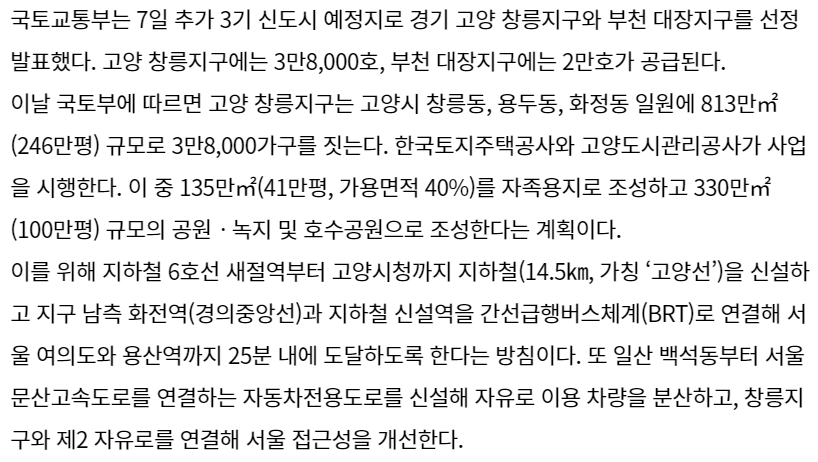 국토교통부는 7일 추가 3기 신도시 예정지로 경기 고양 창릉지구와 부천 대장지구를 선정
발표했다. 고양 창릉지구에는 3만8,000호, 부천 대장지구에는 2만호가 공급된다.
이날 국토부에 따르면 고양 창릉지구는 고양시 창릉동, 용두동, 화정동 일원에 813만㎡
(246만평) 규모로 3만8,000가구를 짓는다. 한국토지주택공사와 고양도시관리공사가 사업
을 시행한다. 이 중 135만㎡(41만평, 가용면적 40%)를 자족용지로 조성하고 330만㎡
(100만평) 규모의 공원ㆍ녹지 및 호수공원으로 조성한다는 계획이다.
이를 위해 지하철 6호선 새절역부터 고양시청까지 지하철(14.5㎞, 가칭 ‘고양선’)을 신설하
고 지구 남측 화전역(경의중앙선)과 지하철 신설역을 간선급행버스체계(BRT)로 연결해 서
울 여의도와 용산역까지 25분 내에 도달하도록 한다는 방침이다. 또 일산 백석동부터 서울
문산고속도로를 연결하는 자동차전용도로를 신설해 자유로 이용 차량을 분산하고, 창릉지
구와 제2 자유로를 연결해 서울 접근성을 개선한다.